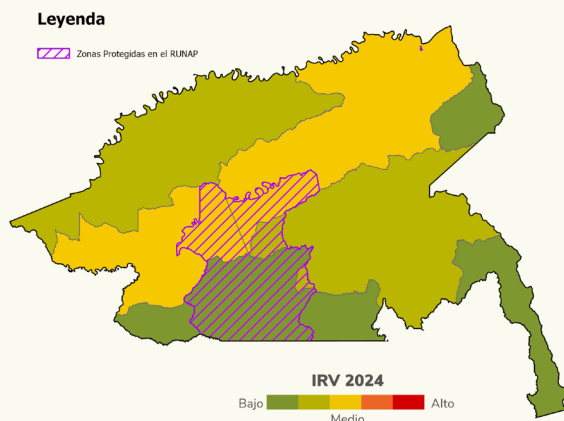 Leyenda
Zonas Protegidas en el RUNAP
IRV 2024
Bajo
Alto
Medio